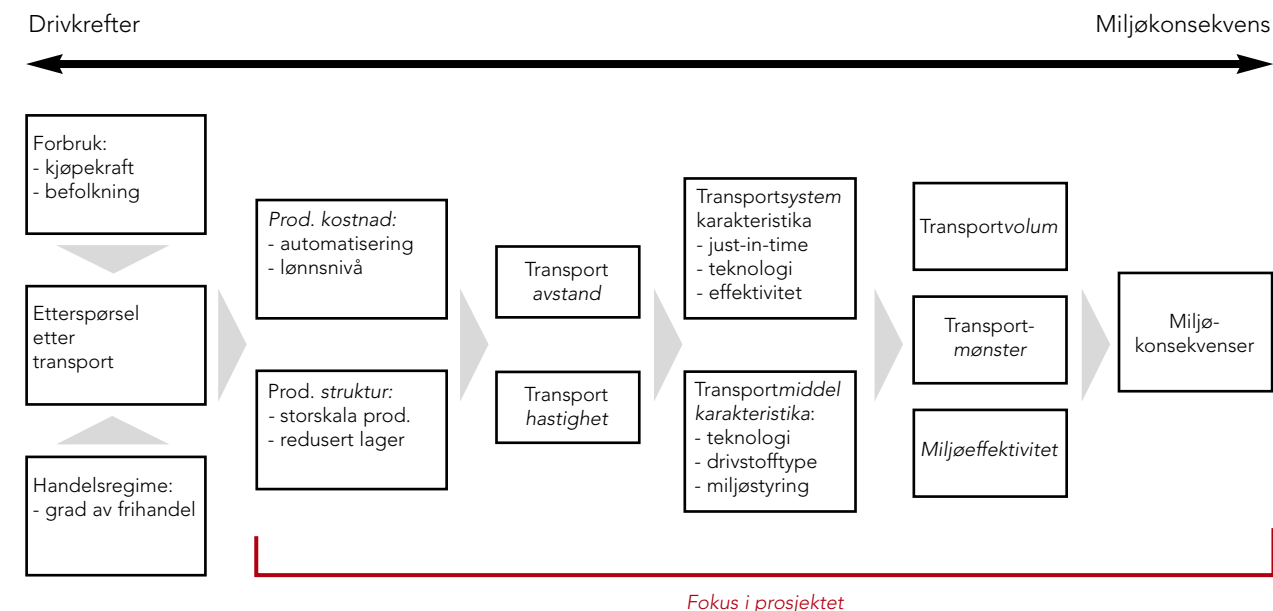 Drivkrefter
Miljøkonsekvens
Forbruk:
- kjøpekraft
- befolkning
Etterspørsel
etter
transport
Handelsregime:
- grad av frihandel
Prod. kostnad:
- automatisering
- lønnsnivå
Prod. struktur:
- storskala prod.
- redusert lager
Transport
avstand
Transport
hastighet
Transportsystem
karakteristika
- just-in-time
- teknologi
- effektivitet
Transportmiddel
karakteristika:
- teknologi
- drivstofftype
- miljøstyring
Transportvolum
Transport-
mønster
Miljøeffektivitet
Miljø-
konsekvenser
Fokus i prosjektet